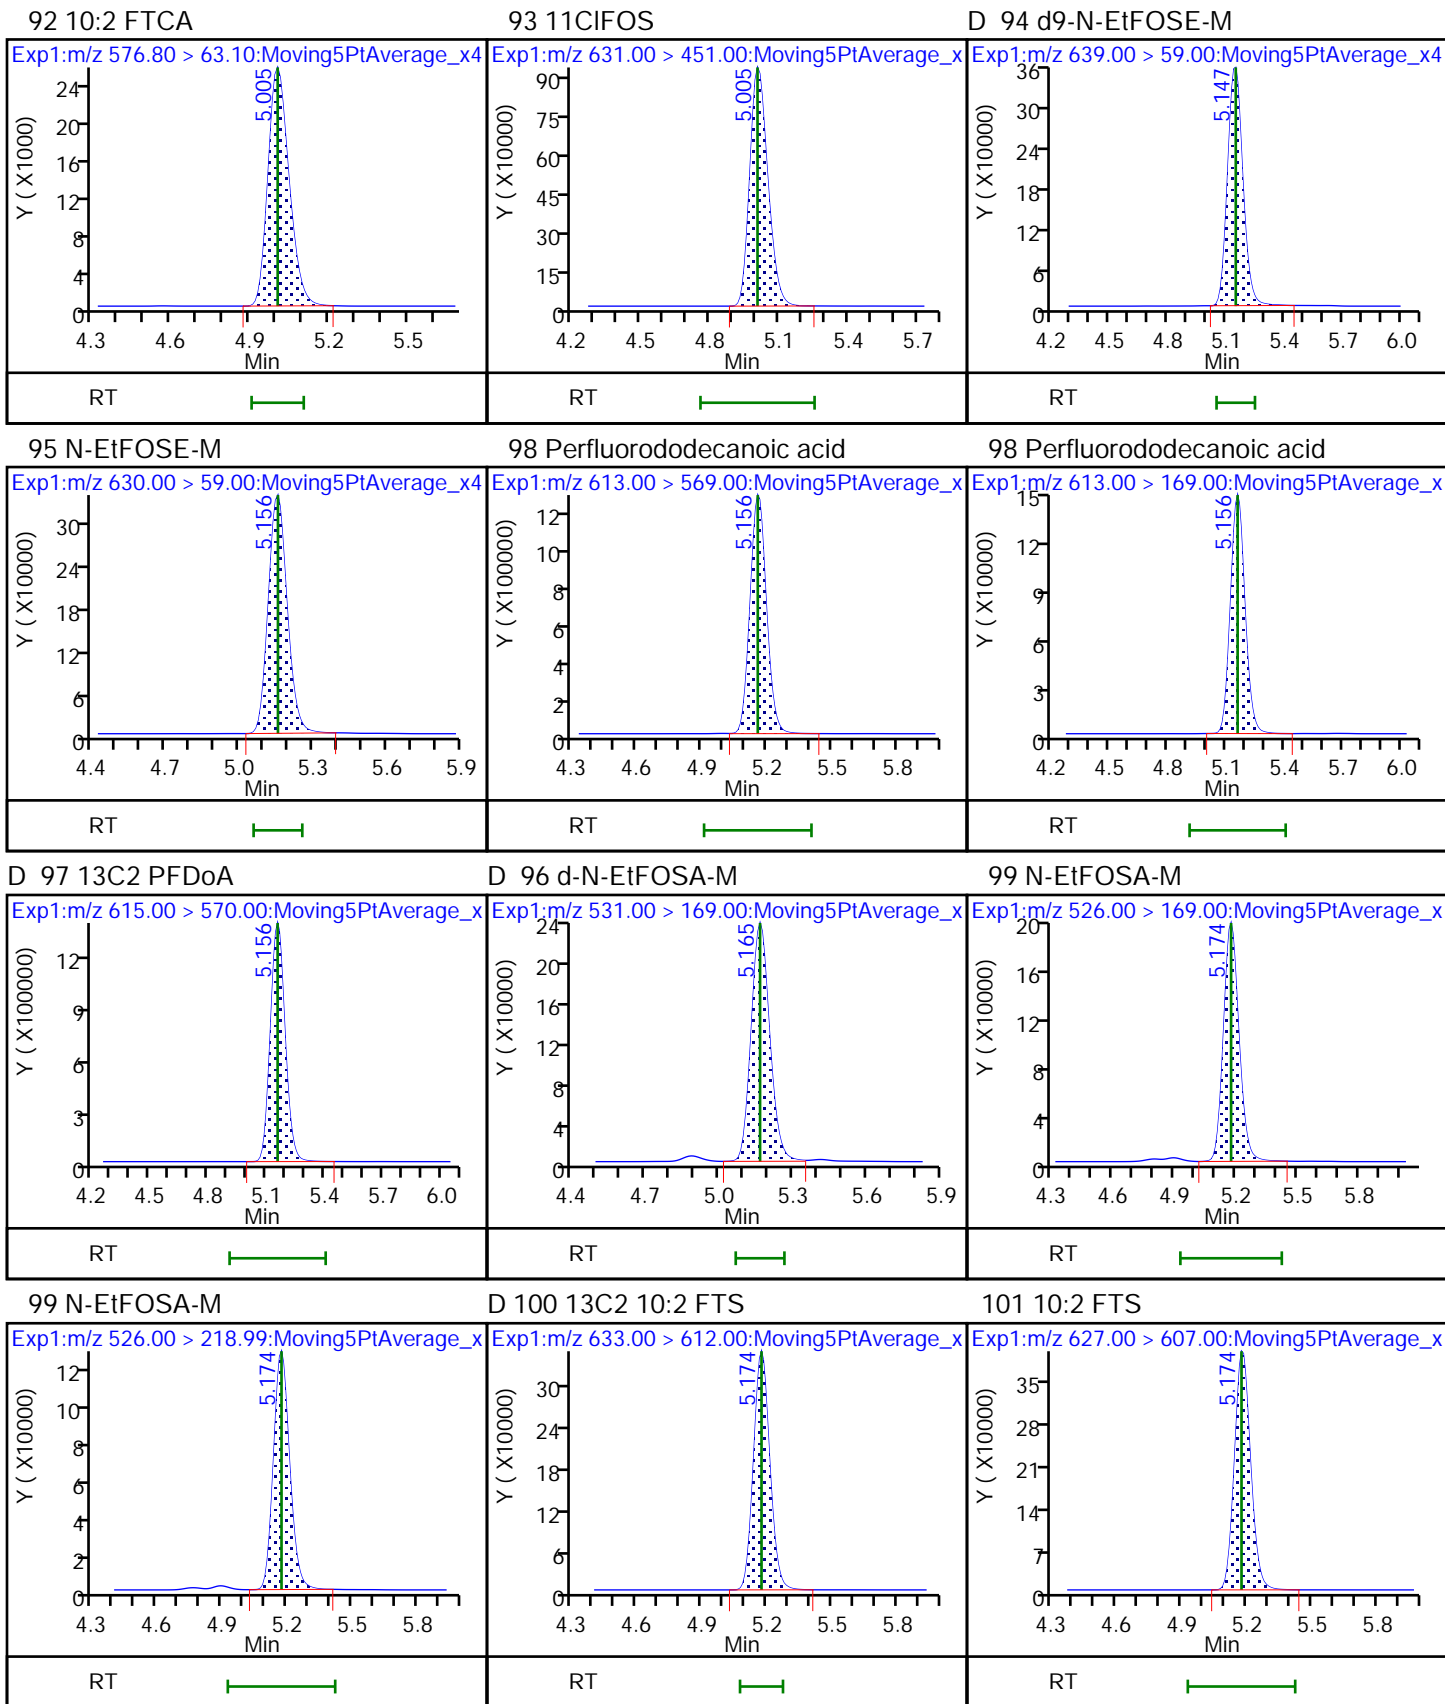 92 10:2 FTCA
Exp1:m/z 576.80 > 63.10:Moving5PtAverage_x4
Y ( X10000)
24
20
16
12
8
4
0
5.005
4.3 4.6 4.9 5.2 5.5
Min
RT
93 11ClFOS
Exp1:m/z 631.00 > 451.00:Moving5PtAverage_x
Y ( X10000)
90
75
60
45
30
15
0
5.005
4.2 4.5 4.8 5.1 5.4 5.7
Min
RT
D 94 d9-N-EtFOSE-M
Exp1:m/z 639.00 > 59.00:Moving5PtAverage_x4
Y ( X10000)
36
30
24
18
12
6
0
5.147
4.2 4.5 4.8 5.1 5.4 5.7 6.0
Min
RT
95 N-EtFOSE-M
Exp1:m/z 630.00 > 59.00:Moving5PtAverage_x4
Y ( X10000)
30
24
18
12
6
0
5.156
4.4 4.7 5.0 5.3 5.6 5.9
Min
RT
98 Perfluorododecanoic acid
Exp1:m/z 613.00 > 569.00:Moving5PtAverage_x
Y ( X100000)
12
10
8
6
4
2
0
5.156
4.3 4.6 4.9 5.2 5.5 5.8
Min
RT
98 Perfluorododecanoic acid
Exp1:m/z 613.00 > 169.00:Moving5PtAverage_x
Y ( X10000)
15
12
9
6
3
0
5.156
4.2 4.5 4.8 5.1 5.4 5.7 6.0
Min
RT
D 97 13C2 PFDoA
Exp1:m/z 615.00 > 570.00:Moving5PtAverage_x
Y ( X100000)
12
9
6
3
0
5.156
4.2 4.5 4.8 5.1 5.4 5.7 6.0
Min
RT
D 96 d-N-EtFOSA-M
Exp1:m/z 531.00 > 169.00:Moving5PtAverage_x
Y ( X10000)
24
20
16
12
8
4
0
5.165
4.4 4.7 5.0 5.3 5.6 5.9
Min
RT
99 N-EtFOSA-M
Exp1:m/z 526.00 > 169.00:Moving5PtAverage_x
Y ( X10000)
20
16
12
8
4
0
5.174
4.3 4.6 4.9 5.2 5.5 5.8
Min
RT
99 N-EtFOSA-M
Exp1:m/z 526.00 > 218.99:Moving5PtAverage_x
Y ( X10000)
12
10
8
6
4
2
0
5.174
4.3 4.6 4.9 5.2 5.5 5.8
Min
RT
D 100 13C2 10:2 FTS
Exp1:m/z 633.00 > 612.00:Moving5PtAverage_x
Y ( X10000)
30
24
18
12
6
0
5.174
4.3 4.6 4.9 5.2 5.5 5.8
Min
RT
101 10:2 FTS
Exp1:m/z 627.00 > 607.00:Moving5PtAverage_x
Y ( X10000)
35
28
21
14
7
0
5.174
4.3 4.6 4.9 5.2 5.5 5.8
Min
RT